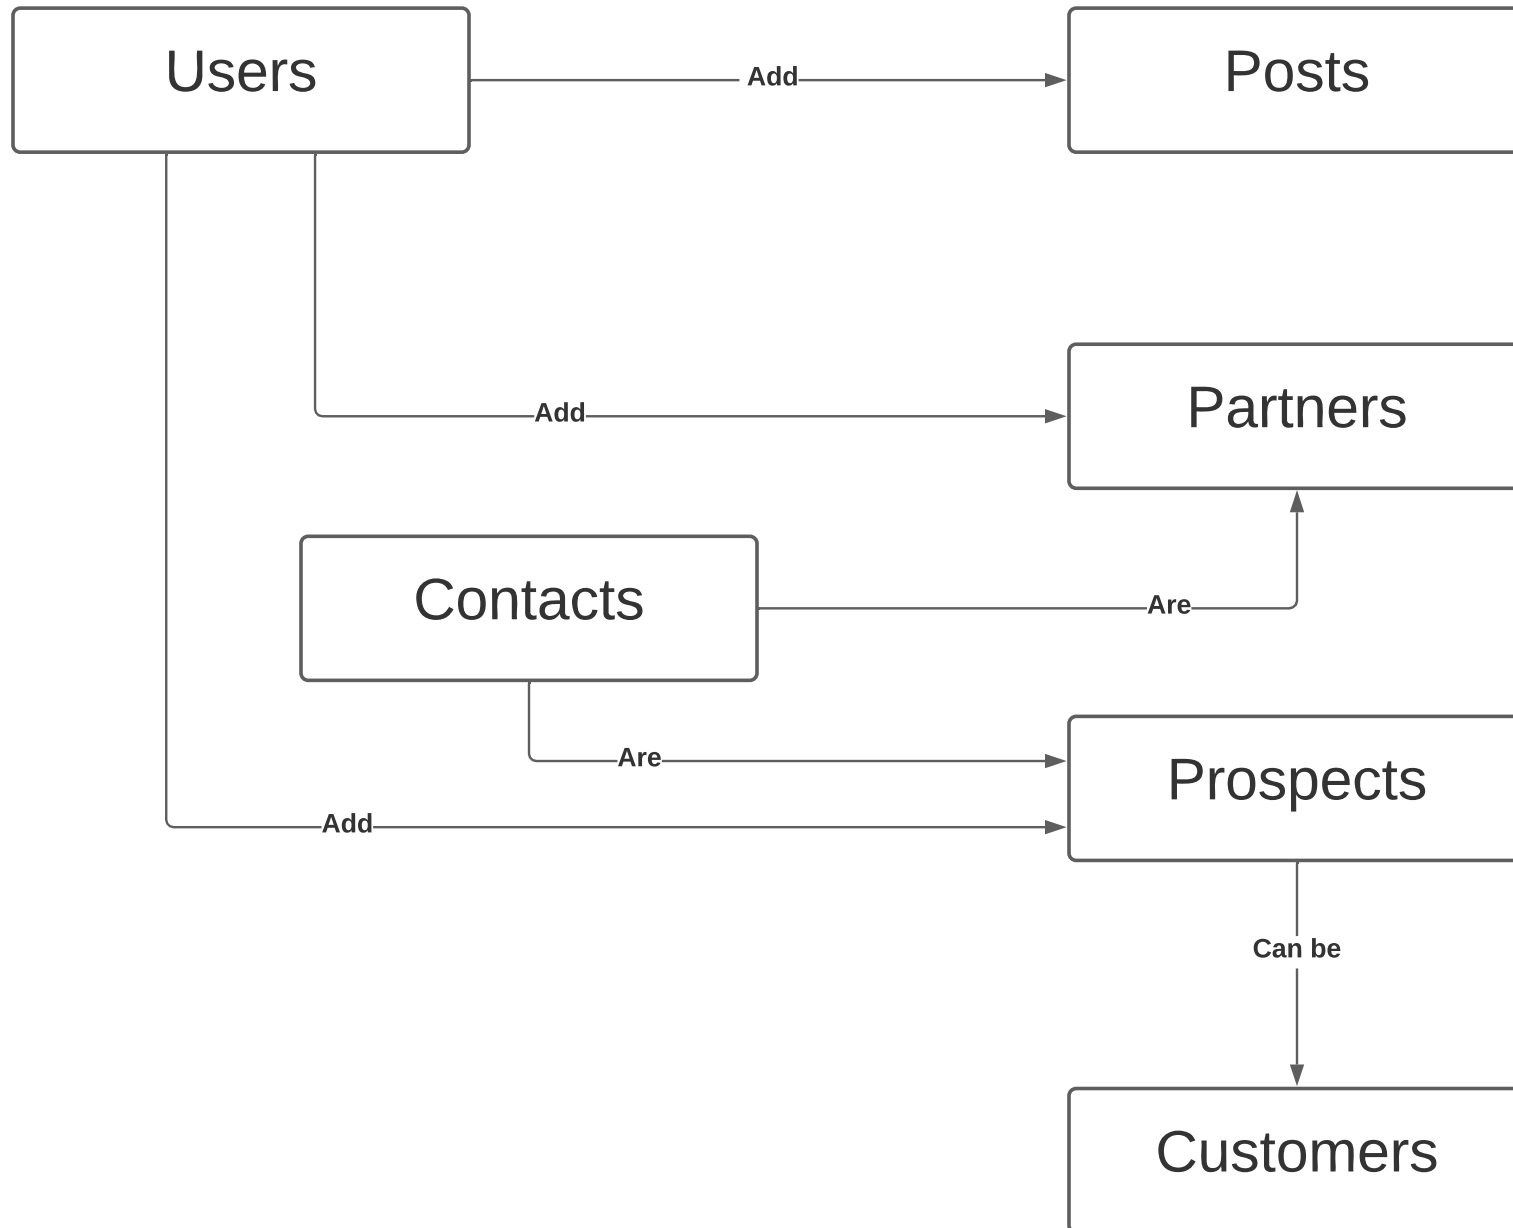 Users
Add
Posts
Add
Partners
Contacts
Are
Are
Prospects
Add
Can be
Customers